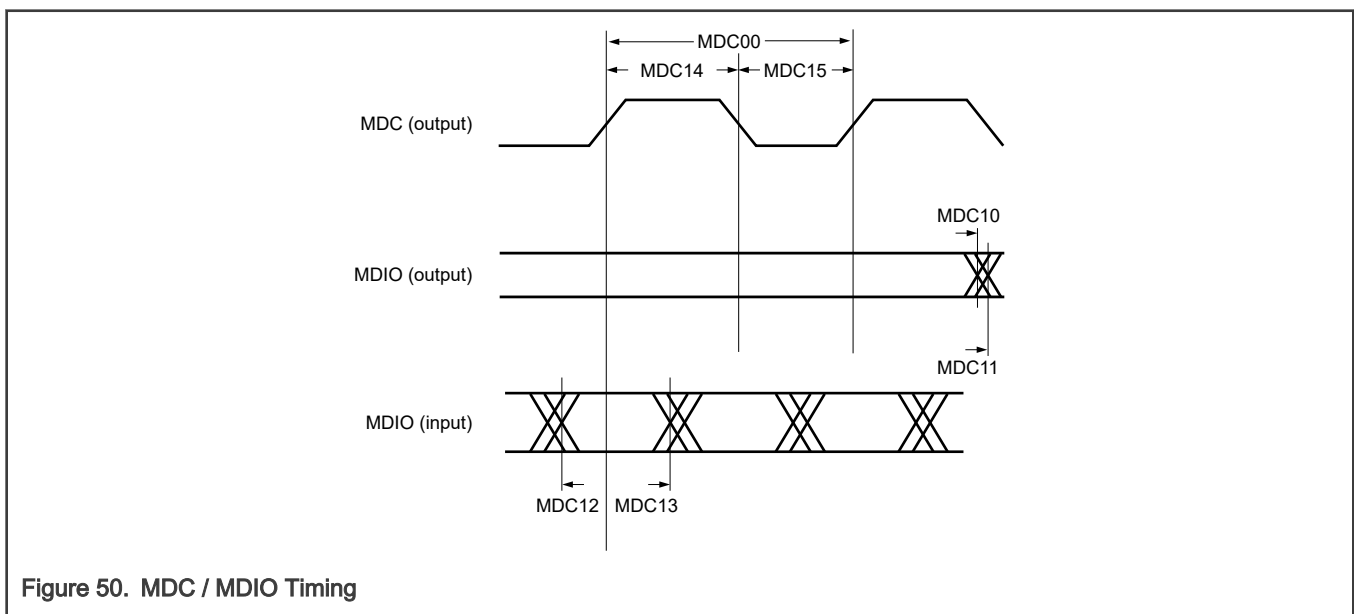 MDC00
MDC14 MDC15
MDC (output)
MDC10
MDIO (output)
MDC11
MDIO (input)
MDC12 MDC13
Figure 50. MDC / MDIO Timing